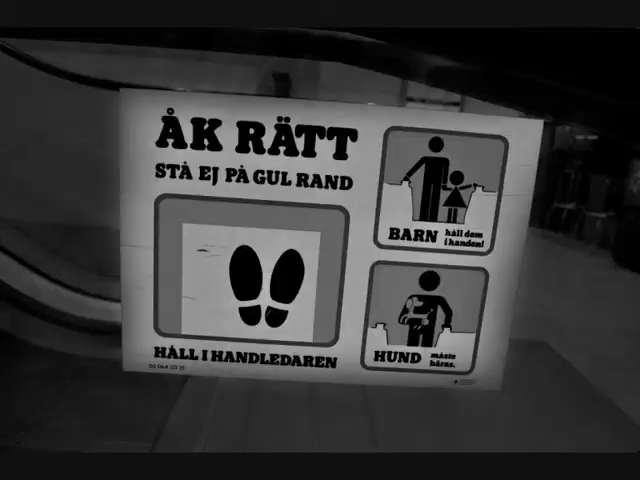 ÅK RÄTT
STÅ EJ PÅ GUL RAND
BARN håll dem
i handen!
HUND måste
bäras.
HÅLL I HANDLEDAREN